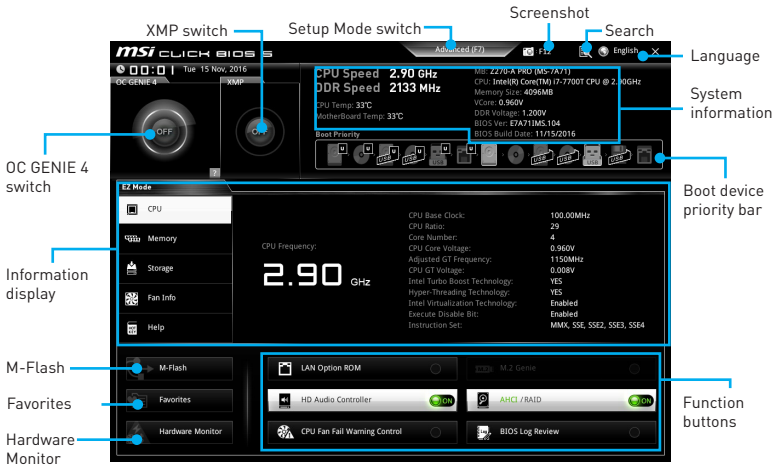 XMP switch
Setup Mode switch
Screenshot
Search
Language
System
information
OC GENIE 4
switch
Boot device
priority bar
Information
display
M-Flash
Favorites
Hardware
Monitor
Function
buttons
msi CLICK BIOS 5
Advanced (F7)
: F12
English
×
Tue 15 Nov, 2016
OC GENIE 4
XMP
OFF
OFF
?
CPU Speed 2.90 GHz
DDR Speed 2133 MHz
CPU Temp: 33°C
MotherBoard Temp: 33°C
MB: Z270-A PRO (MS-7A71)
CPU: Intel(R) Core(TM) i7-7700T CPU @ 2.90GHz
Memory Size: 4096MB
VCore: 0.960V
DDR Voltage: 1.200V
BIOS Ver: E7A71IMS.104
BIOS Build Date: 11/15/2016
Boot Priority
U U U U U U
USB USB USB USB USB USB
EZ Mode
CPU
Memory
Storage
Fan Info
Help
CPU Frequency:
2.90 GHz
CPU Base Clock: 100.00MHz
CPU Ratio: 29
Core Number: 4
CPU Core Voltage: 0.960V
Adjusted GT Frequency: 1150MHz
CPU GT Voltage: 0.008V
Intel Turbo Boost Technology: YES
Hyper-Threading Technology: YES
Intel Virtualization Technology: Enabled
Execute Disable Bit: Enabled
Instruction Set: MMX, SSE, SSE2, SSE3, SSE4
M-Flash
Favorites
Hardware Monitor
LAN Option ROM
M.2 Genie
HD Audio Controller
ON
AHCI /RAID
ON
CPU Fan Fail Warning Control
BIOS Log Review